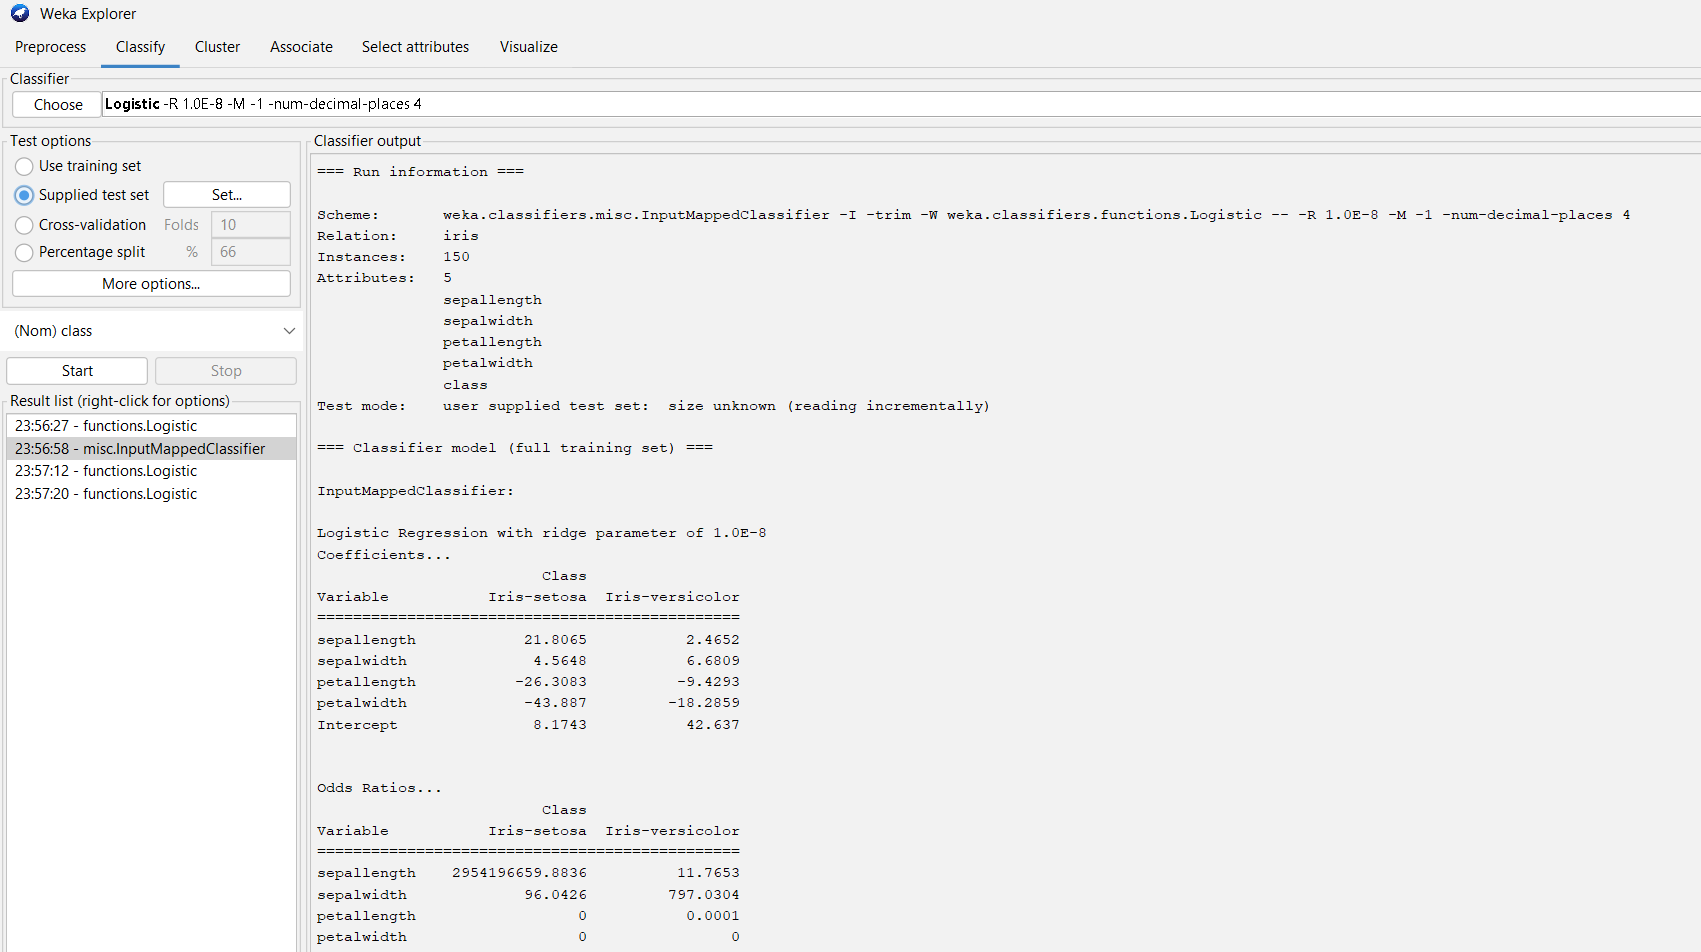 Weka Explorer
Preprocess Classify Cluster Associate Select attributes Visualize
Classifier
Choose Logistic -R 1.0E-8 -M -1 -num-decimal-places 4
Test options
Use training set
Supplied test set Set...
Cross-validation Folds 10
Percentage split % 66
More options...
(Nom) class
Start Stop
Result list (right-click for options)
23:56:27 - functions.Logistic
23:56:58 - misc.InputMappedClassifier
23:57:12 - functions.Logistic
23:57:20 - functions.Logistic
Classifier output
=== Run information ===
Scheme: weka.classifiers.misc.InputMappedClassifier -I -trim -W weka.classifiers.functions.Logistic -- -R 1.0E-8 -M -1 -num-decimal-places 4
Relation: iris
Instances: 150
Attributes: 5
sepallength
sepalwidth
petallength
petalwidth
class
Test mode: user supplied test set: size unknown (reading incrementally)
=== Classifier model (full training set) ===
InputMappedClassifier:
Logistic Regression with ridge parameter of 1.0E-8
Coefficients...
Class
Variable Iris-setosa Iris-versicolor
===============================================
sepallength 21.8065 2.4652
sepalwidth 4.5648 6.6809
petallength -26.3083 -9.4293
petalwidth -43.887 -18.2859
Intercept 8.1743 42.637
Odds Ratios...
Class
Variable Iris-setosa Iris-versicolor
===============================================
sepallength 2954196659.8836 11.7653
sepalwidth 96.0426 797.0304
petallength 0 0.0001
petalwidth 0 0